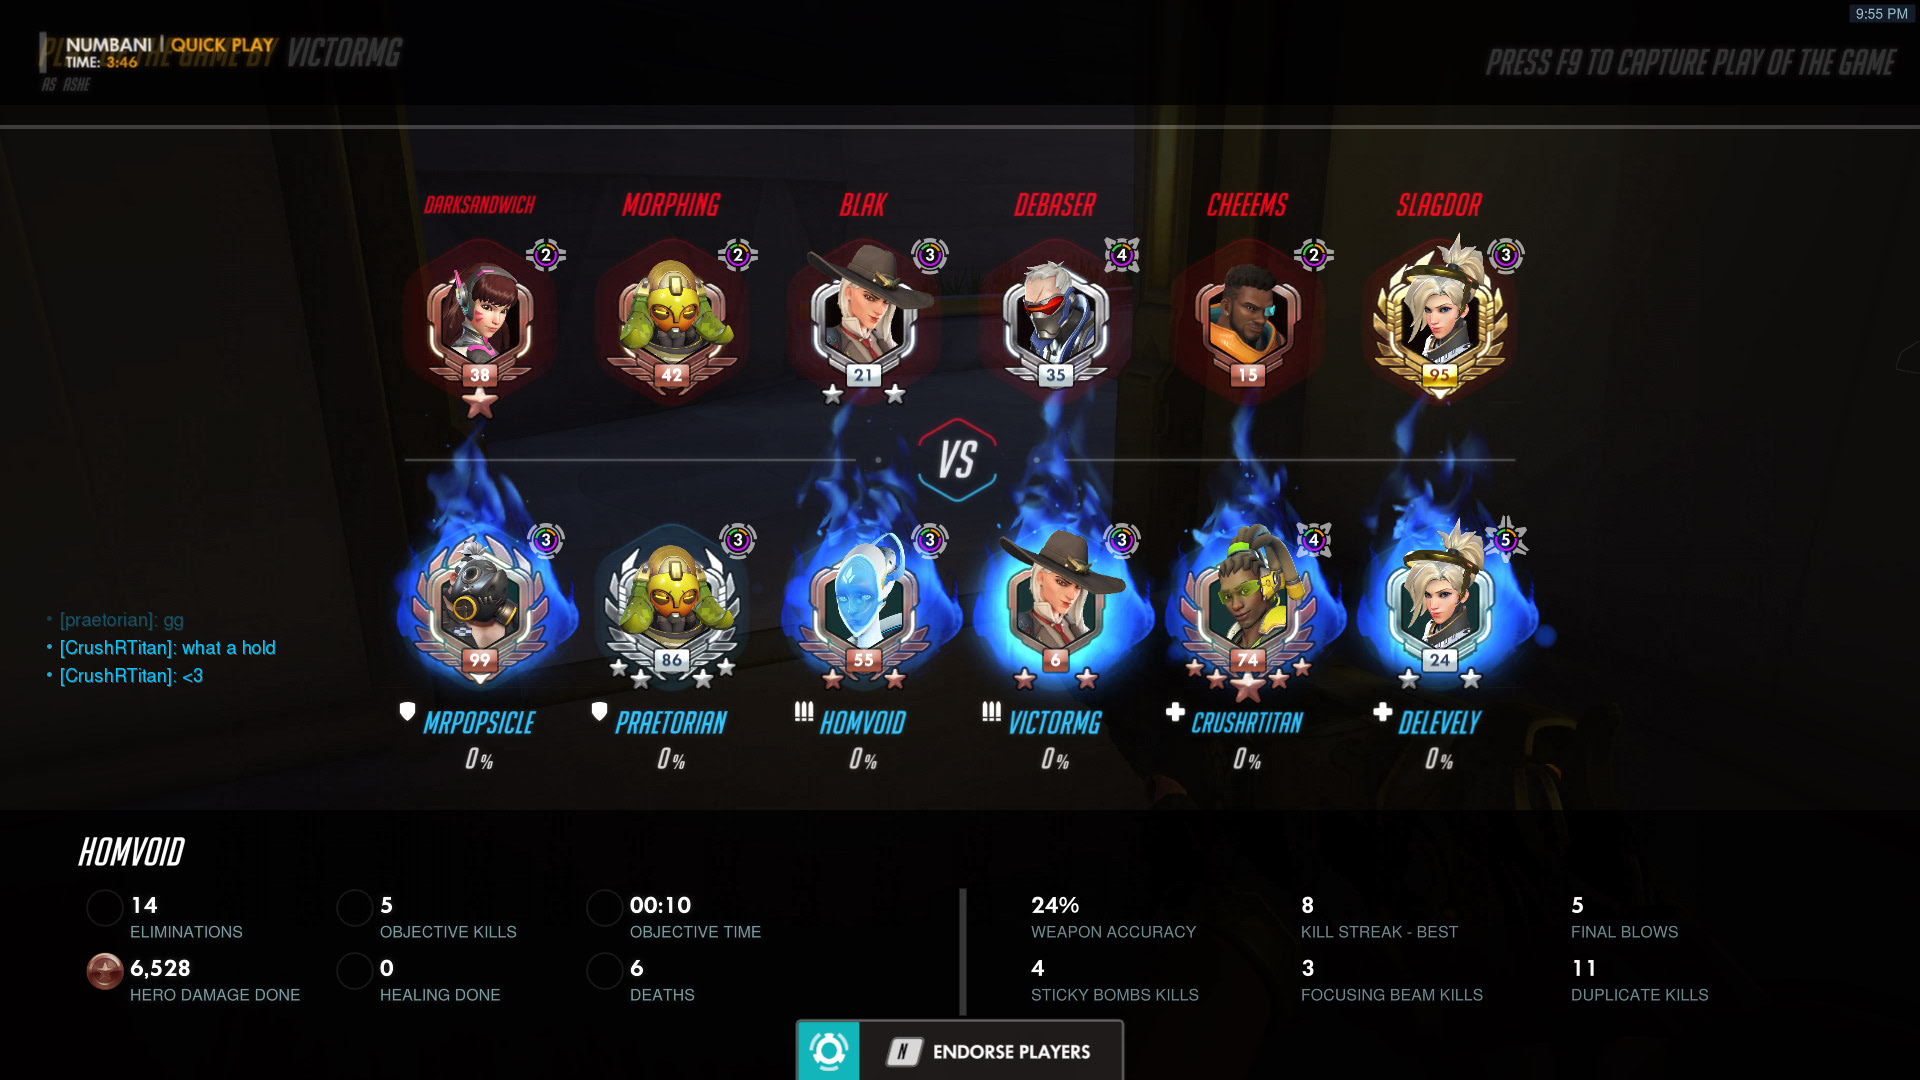 9:55 PM
NUMBANI | QUICK PLAY
TIME: 3:46
PLAY OF THE GAME BY VICTORMG
AS ASHE
PRESS F9 TO CAPTURE PLAY OF THE GAME
DARKSANDWICH MORPHING BLAK DEBASER CHEEEMS SLAGDOR
2 2 3 4 2 3
38 42 21 35 15 95
VS
3 3 3 3 4 5
99 86 55 6 74 24
MRPOPSICLE PRAETORIAN HOMVOID VICTORMG CRUSHRTITAN DELEVELY
0% 0% 0% 0% 0% 0%
[praetorian]: gg
[CrushRTitan]: what a hold
[CrushRTitan]: <3
HOMVOID
14 5 00:10 24% 8 5
ELIMINATIONS OBJECTIVE KILLS OBJECTIVE TIME WEAPON ACCURACY KILL STREAK - BEST FINAL BLOWS
6,528 0 6 4 3 11
HERO DAMAGE DONE HEALING DONE DEATHS STICKY BOMBS KILLS FOCUSING BEAM KILLS DUPLICATE KILLS
N ENDORSE PLAYERS